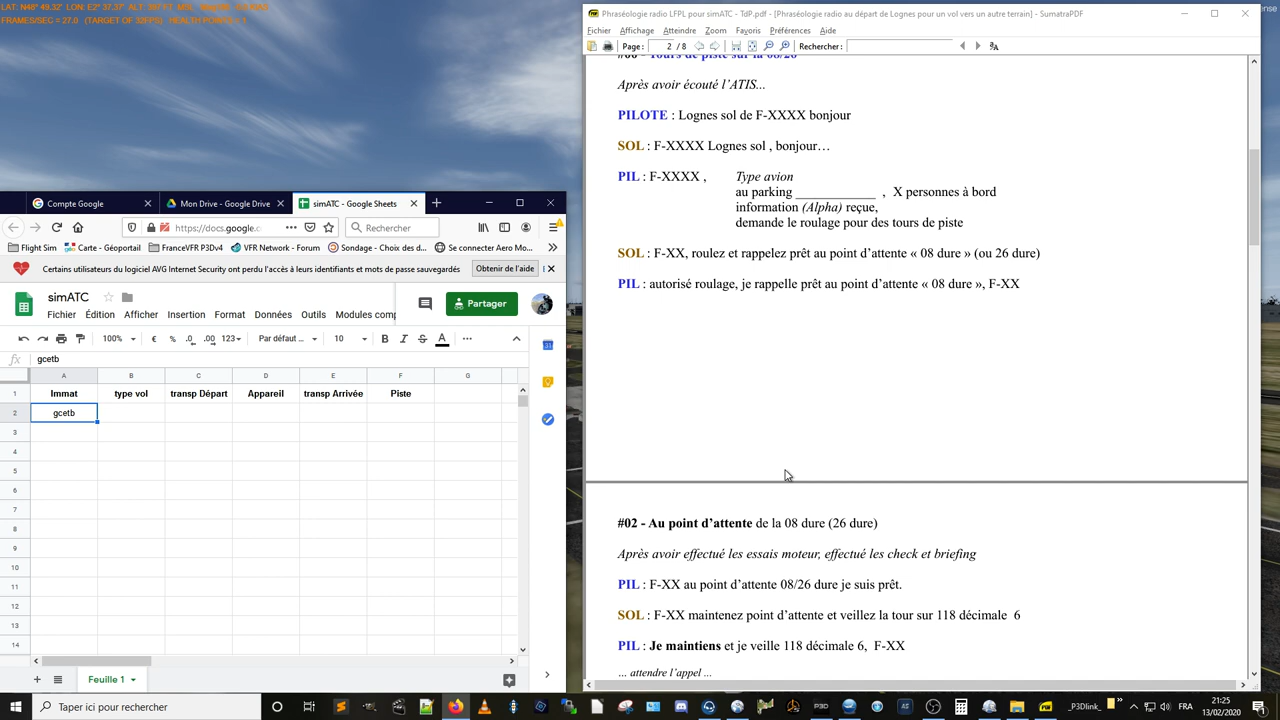 FRAMES/SEC = 27.0 (TARGET OF 32FPS)
Phraséologie radio LFPL pour simATC - TdP.pdf - [Phraséologie radio au départ de Lognes pour un vol vers un autre terrain] - SumatraPDF
Fichier Affichage Atteindre Zoom Favoris Préférences Aide
Page : 2 / 8 Rechercher :
Tours de piste sur la 08/26
Après avoir écouté l’ATIS...
PILOTE : Lognes sol de F-XXXX bonjour
SOL : F-XXXX Lognes sol , bonjour…
PIL : F-XXXX , Type avion
au parking ____________ , X personnes à bord
information (Alpha) reçue,
demande le roulage pour des tours de piste
SOL : F-XX, roulez et rappelez prêt au point d’attente « 08 dure » (ou 26 dure)
PIL : autorisé roulage, je rappelle prêt au point d’attente « 08 dure », F-XX
#02 - Au point d’attente de la 08 dure (26 dure)
Après avoir effectué les essais moteur, effectué les check et briefing
PIL : F-XX au point d’attente 08/26 dure je suis prêt.
SOL : F-XX maintenez point d’attente et veillez la tour sur 118 décimale 6
PIL : Je maintiens et je veille 118 décimale 6, F-XX
... attendre l’appel ...
Google Mon Drive - Google Drive simATC - Google Sheets
https://docs.google.c Rechercher
Flight Sim Carte - Géoportail FranceVFR P3Dv4 VFR Network - Forum Sondage - Choix des d... Se connecter Aero Mo...
Certains utilisateurs du logiciel AVG Internet Security ont perdu l’accès à leurs identifiants et mots de passe sauvegardés Obtenir de l’aide
simATC
Partager
Fichier Édition Afficher Insertion Format Données Outils Modules comp
100% € % .0 .00 123 Par défaut ... 10 B I S A
fx gcetb
A B C D E F G
1 Immat type vol transp Départ Appareil transp Arrivée Piste
2 gcetb
3
4
5
6
7
8
9
10
11
12
13
14
Feuille 1
Taper ici pour rechercher
_P3Dlink_
FRA
21:25
13/02/2020